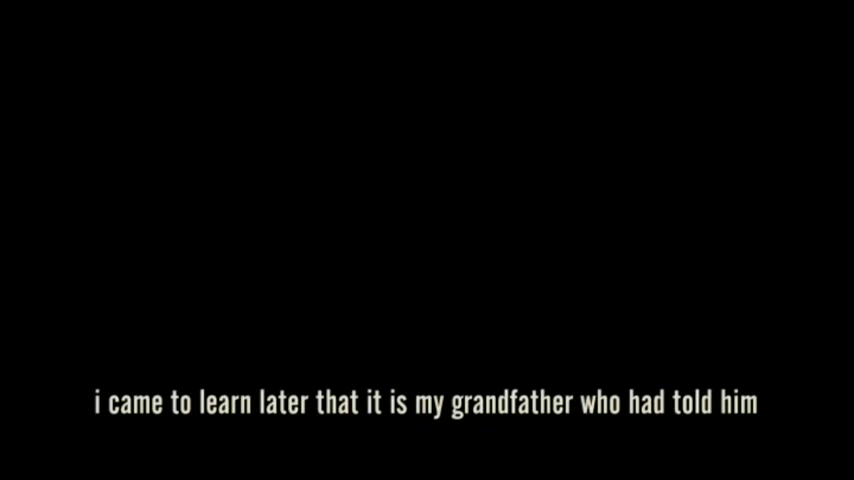 i came to learn later that it is my grandfather who had told him